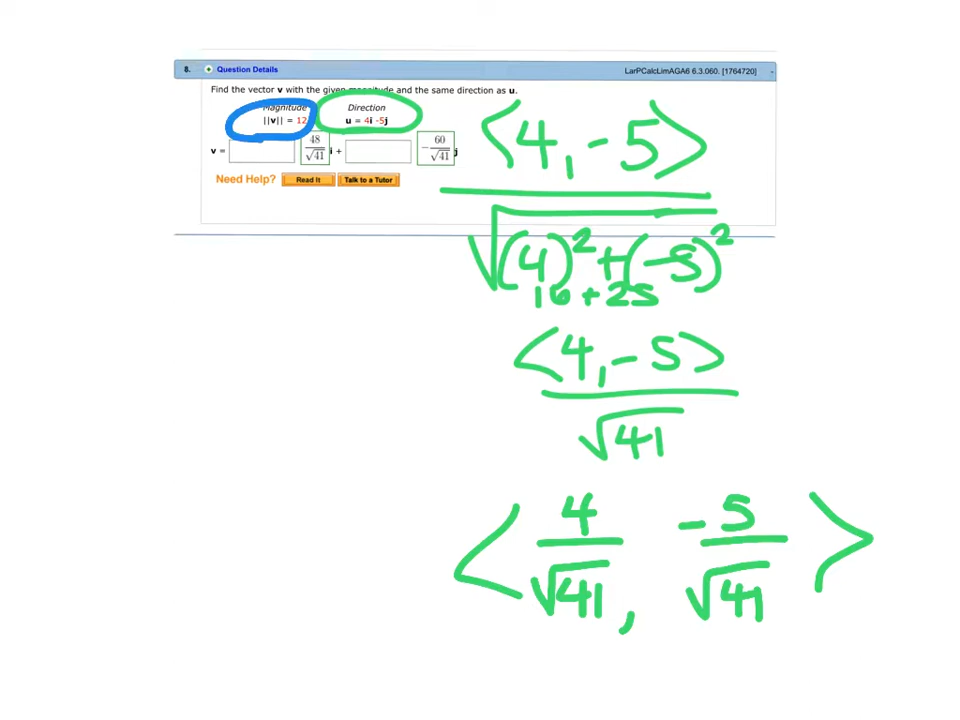 8. Question Details LarPCalcLimAGA6 6.3.060. [1764720]
Find the vector v with the given magnitude and the same direction as u.
Magnitude Direction
||v|| = 12 u = 4i -5j
v = 48/√41 i + -60/√41 j
Need Help? Read It Talk to a Tutor
⟨4, -5⟩
√(4)² + (-5)²
16 + 25
⟨4, -5⟩
√41
⟨4/√41, -5/√41⟩